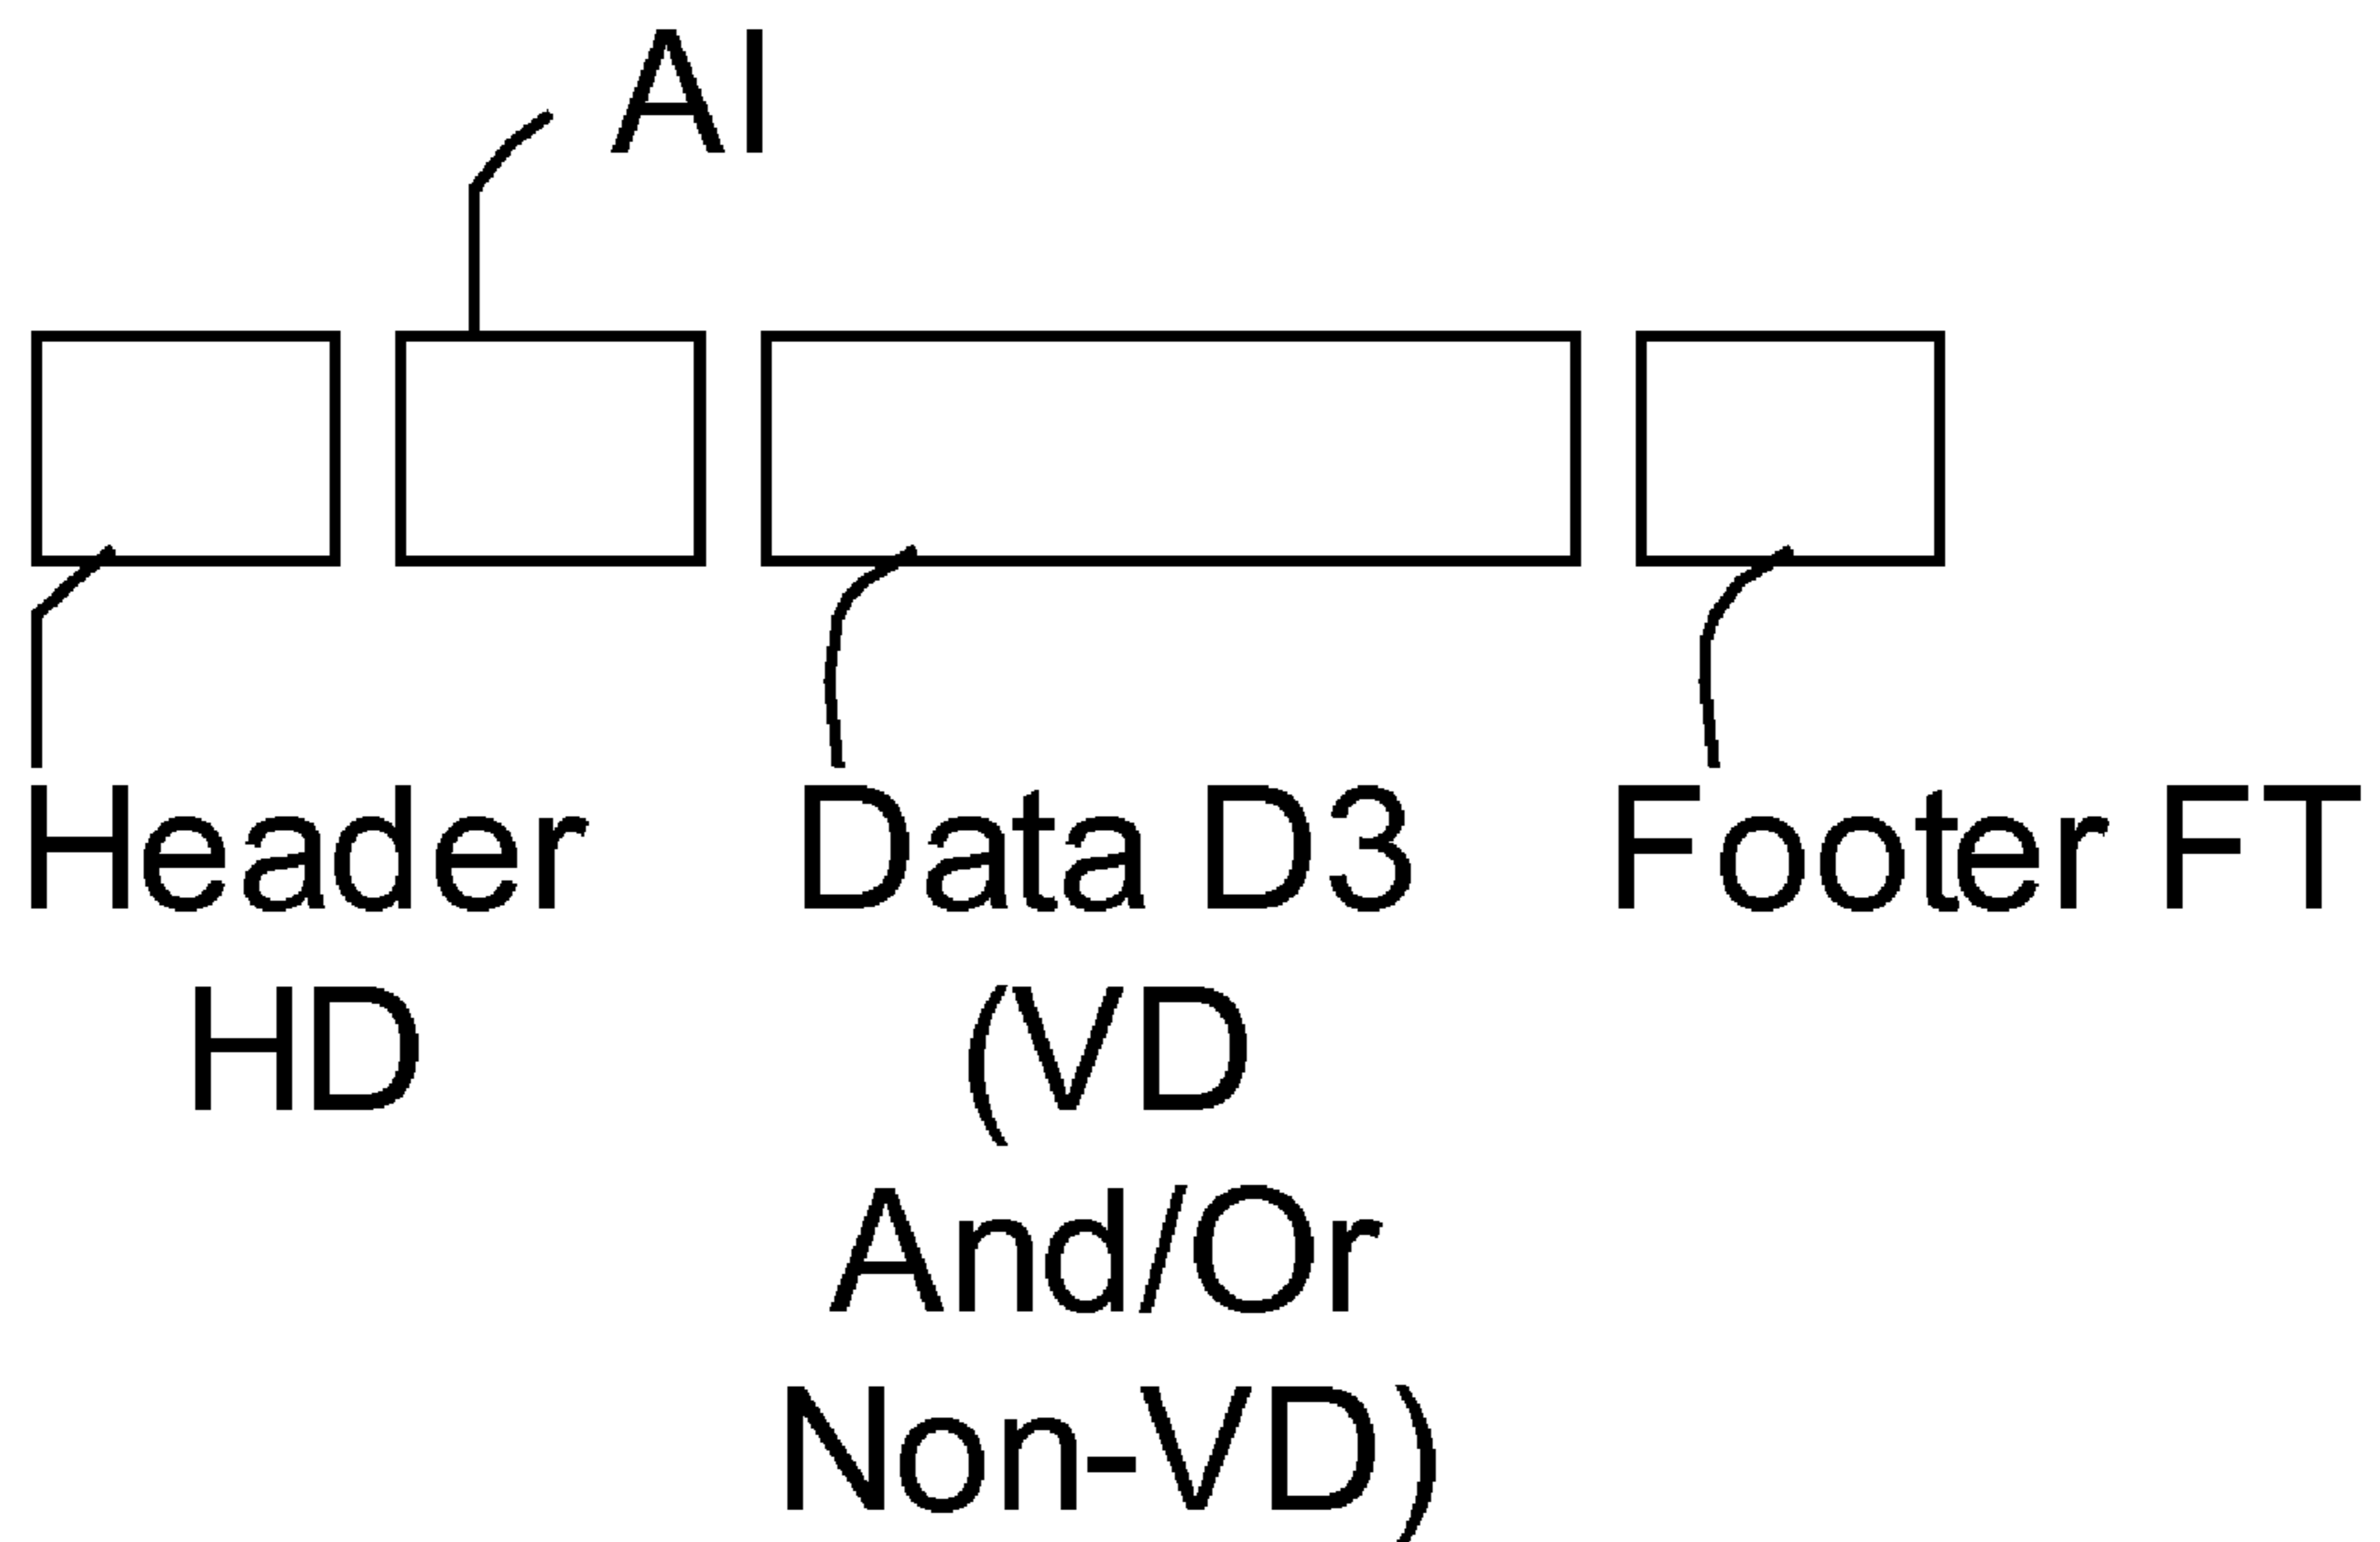 AI
Header
HD
Data D3
(VD
And/Or
Non-VD)
Footer FT